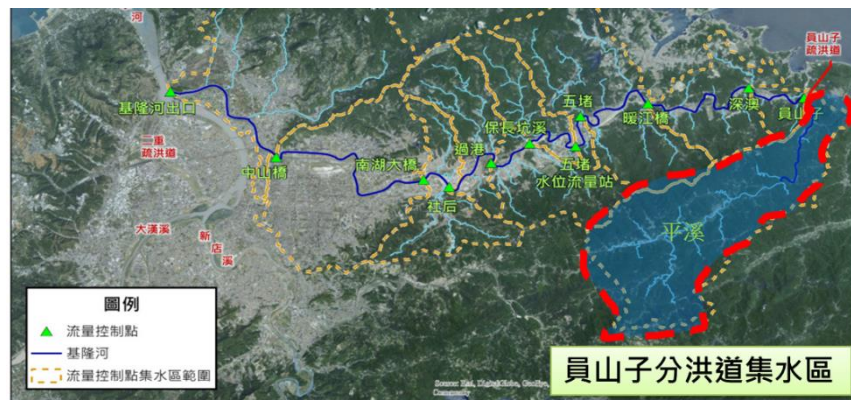 河
員山子
疏洪道
基隆河出口
二重
疏洪道
中山橋
南湖大橋
社后
過港
保長坑溪
五堵
五堵
水位流量站
暖江橋
深澳
員山子
大漢溪
新店溪
平溪
圖例
流量控制點
基隆河
流量控制點集水區範圍
員山子分洪道集水區
Community